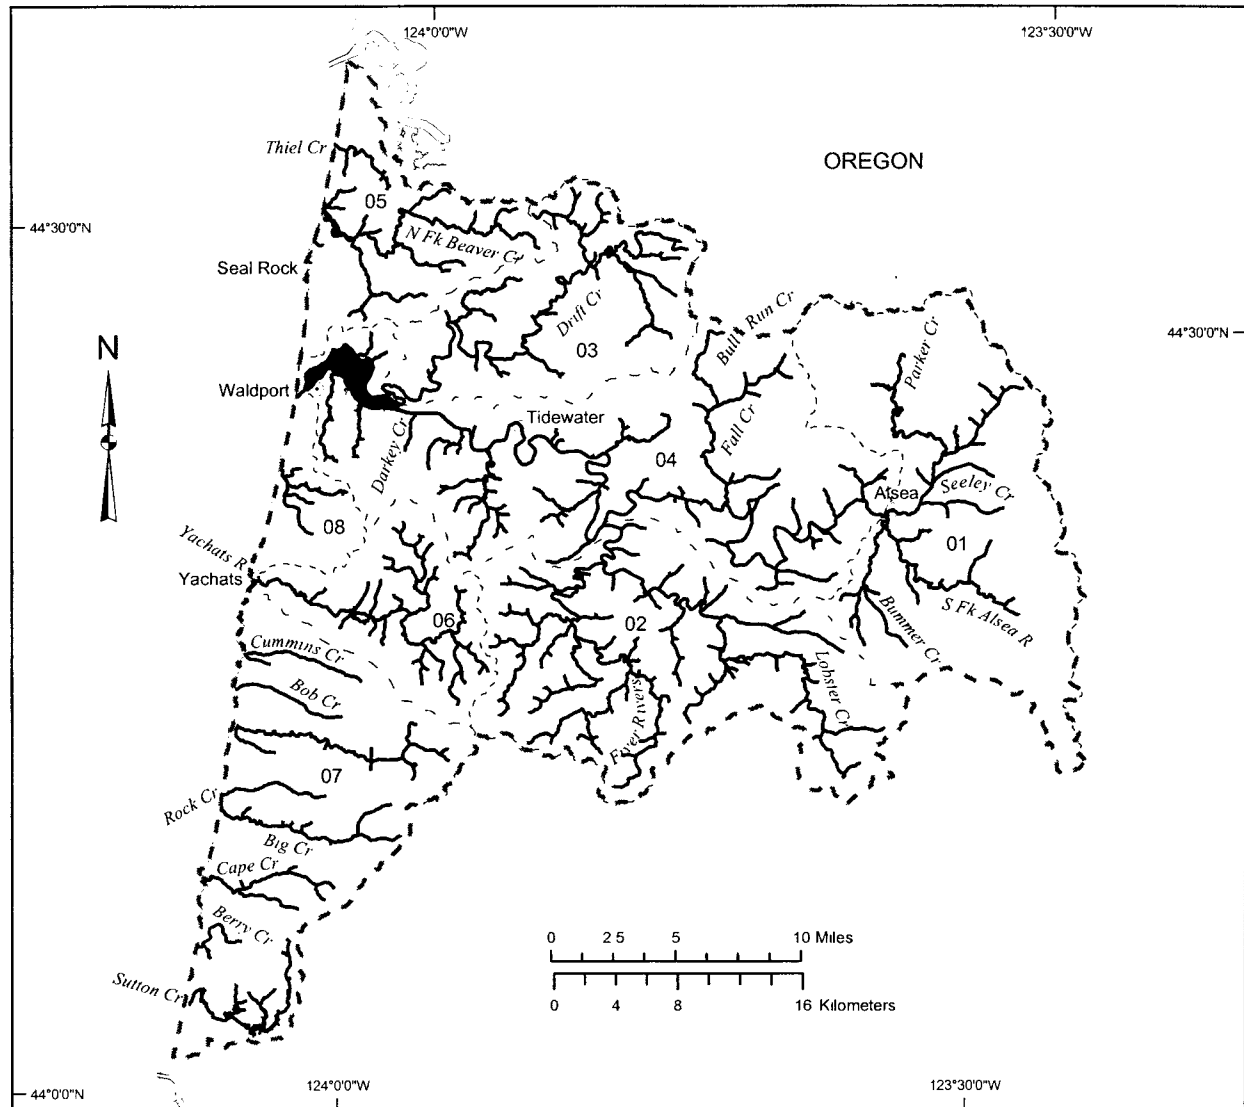 124°0'0"W
123°30'0"W
OREGON
Thiel Cr
05
44°30'0"N
N Fk Beaver Cr
Seal Rock
Drift Cr
Bull Run Cr
Parker Cr
44°30'0"N
N
03
Waldport
Tidewater
Darkey Cr
Fall Cr
04
Alsea
Seeley Cr
08
01
Yachats R
Yachats
S Fk Alsea R
Bummer Cr
06
02
Cummins Cr
Lobster Cr
Bob Cr
Fiver Rivers
07
Rock Cr
Big Cr
Cape Cr
Berry Cr
0 2 5 5 10 Miles
Sutton Cr
0 4 8 16 Kilometers
44°0'0"N
124°0'0"W
123°30'0"W